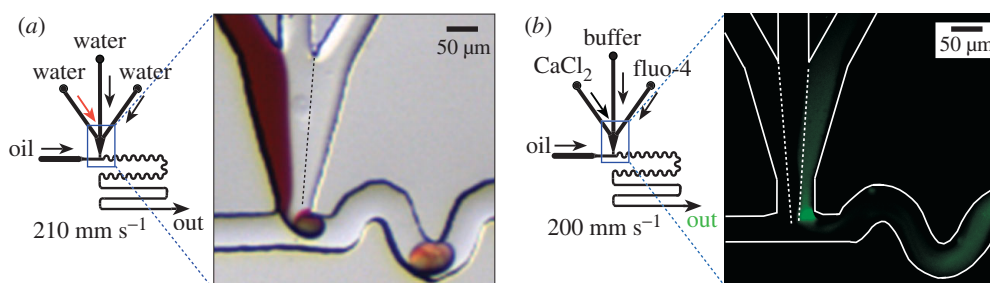 (a)
water
water water
oil
210 mm s⁻¹ out
50 µm
(b)
buffer
CaCl₂ fluo-4
oil
200 mm s⁻¹ out
50 µm